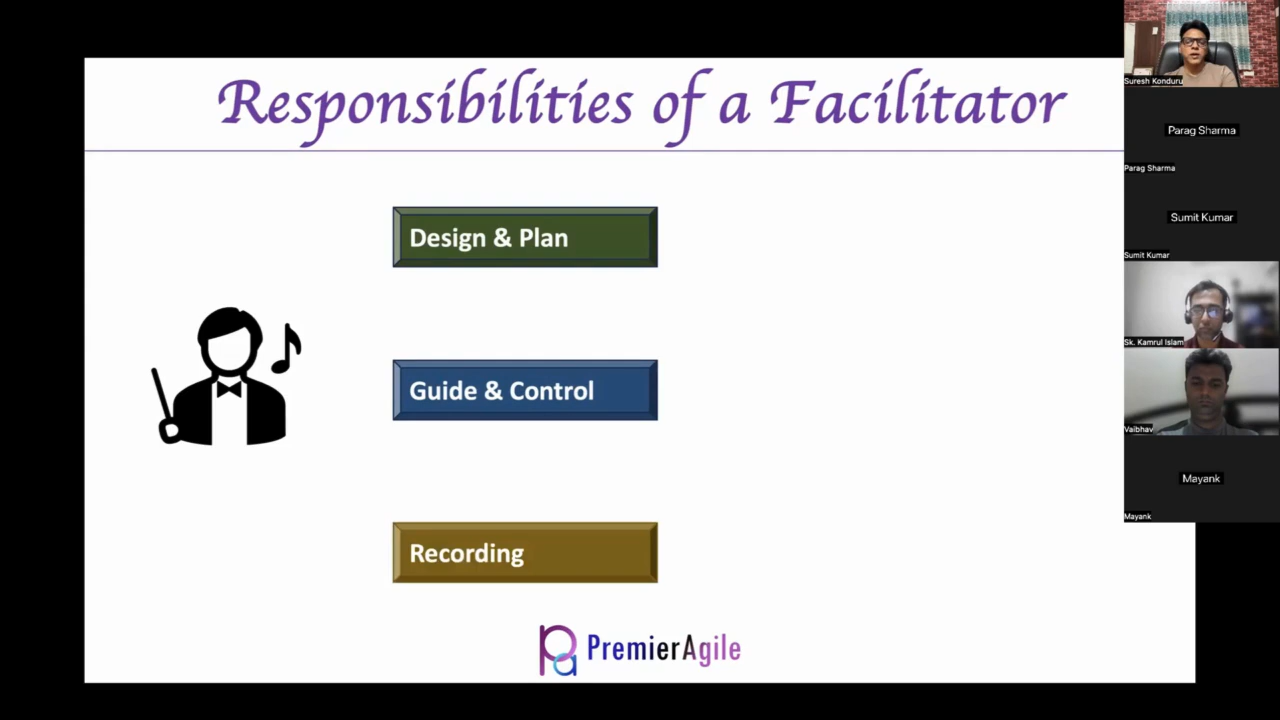 Responsibilities of a Facilitator
Design & Plan
Guide & Control
Recording
PremierAgile
Suresh Konduru
Parag Sharma
Parag Sharma
Sumit Kumar
Sumit Kumar
Sk. Kamrul Islam
Vaibhav
Mayank
Mayank